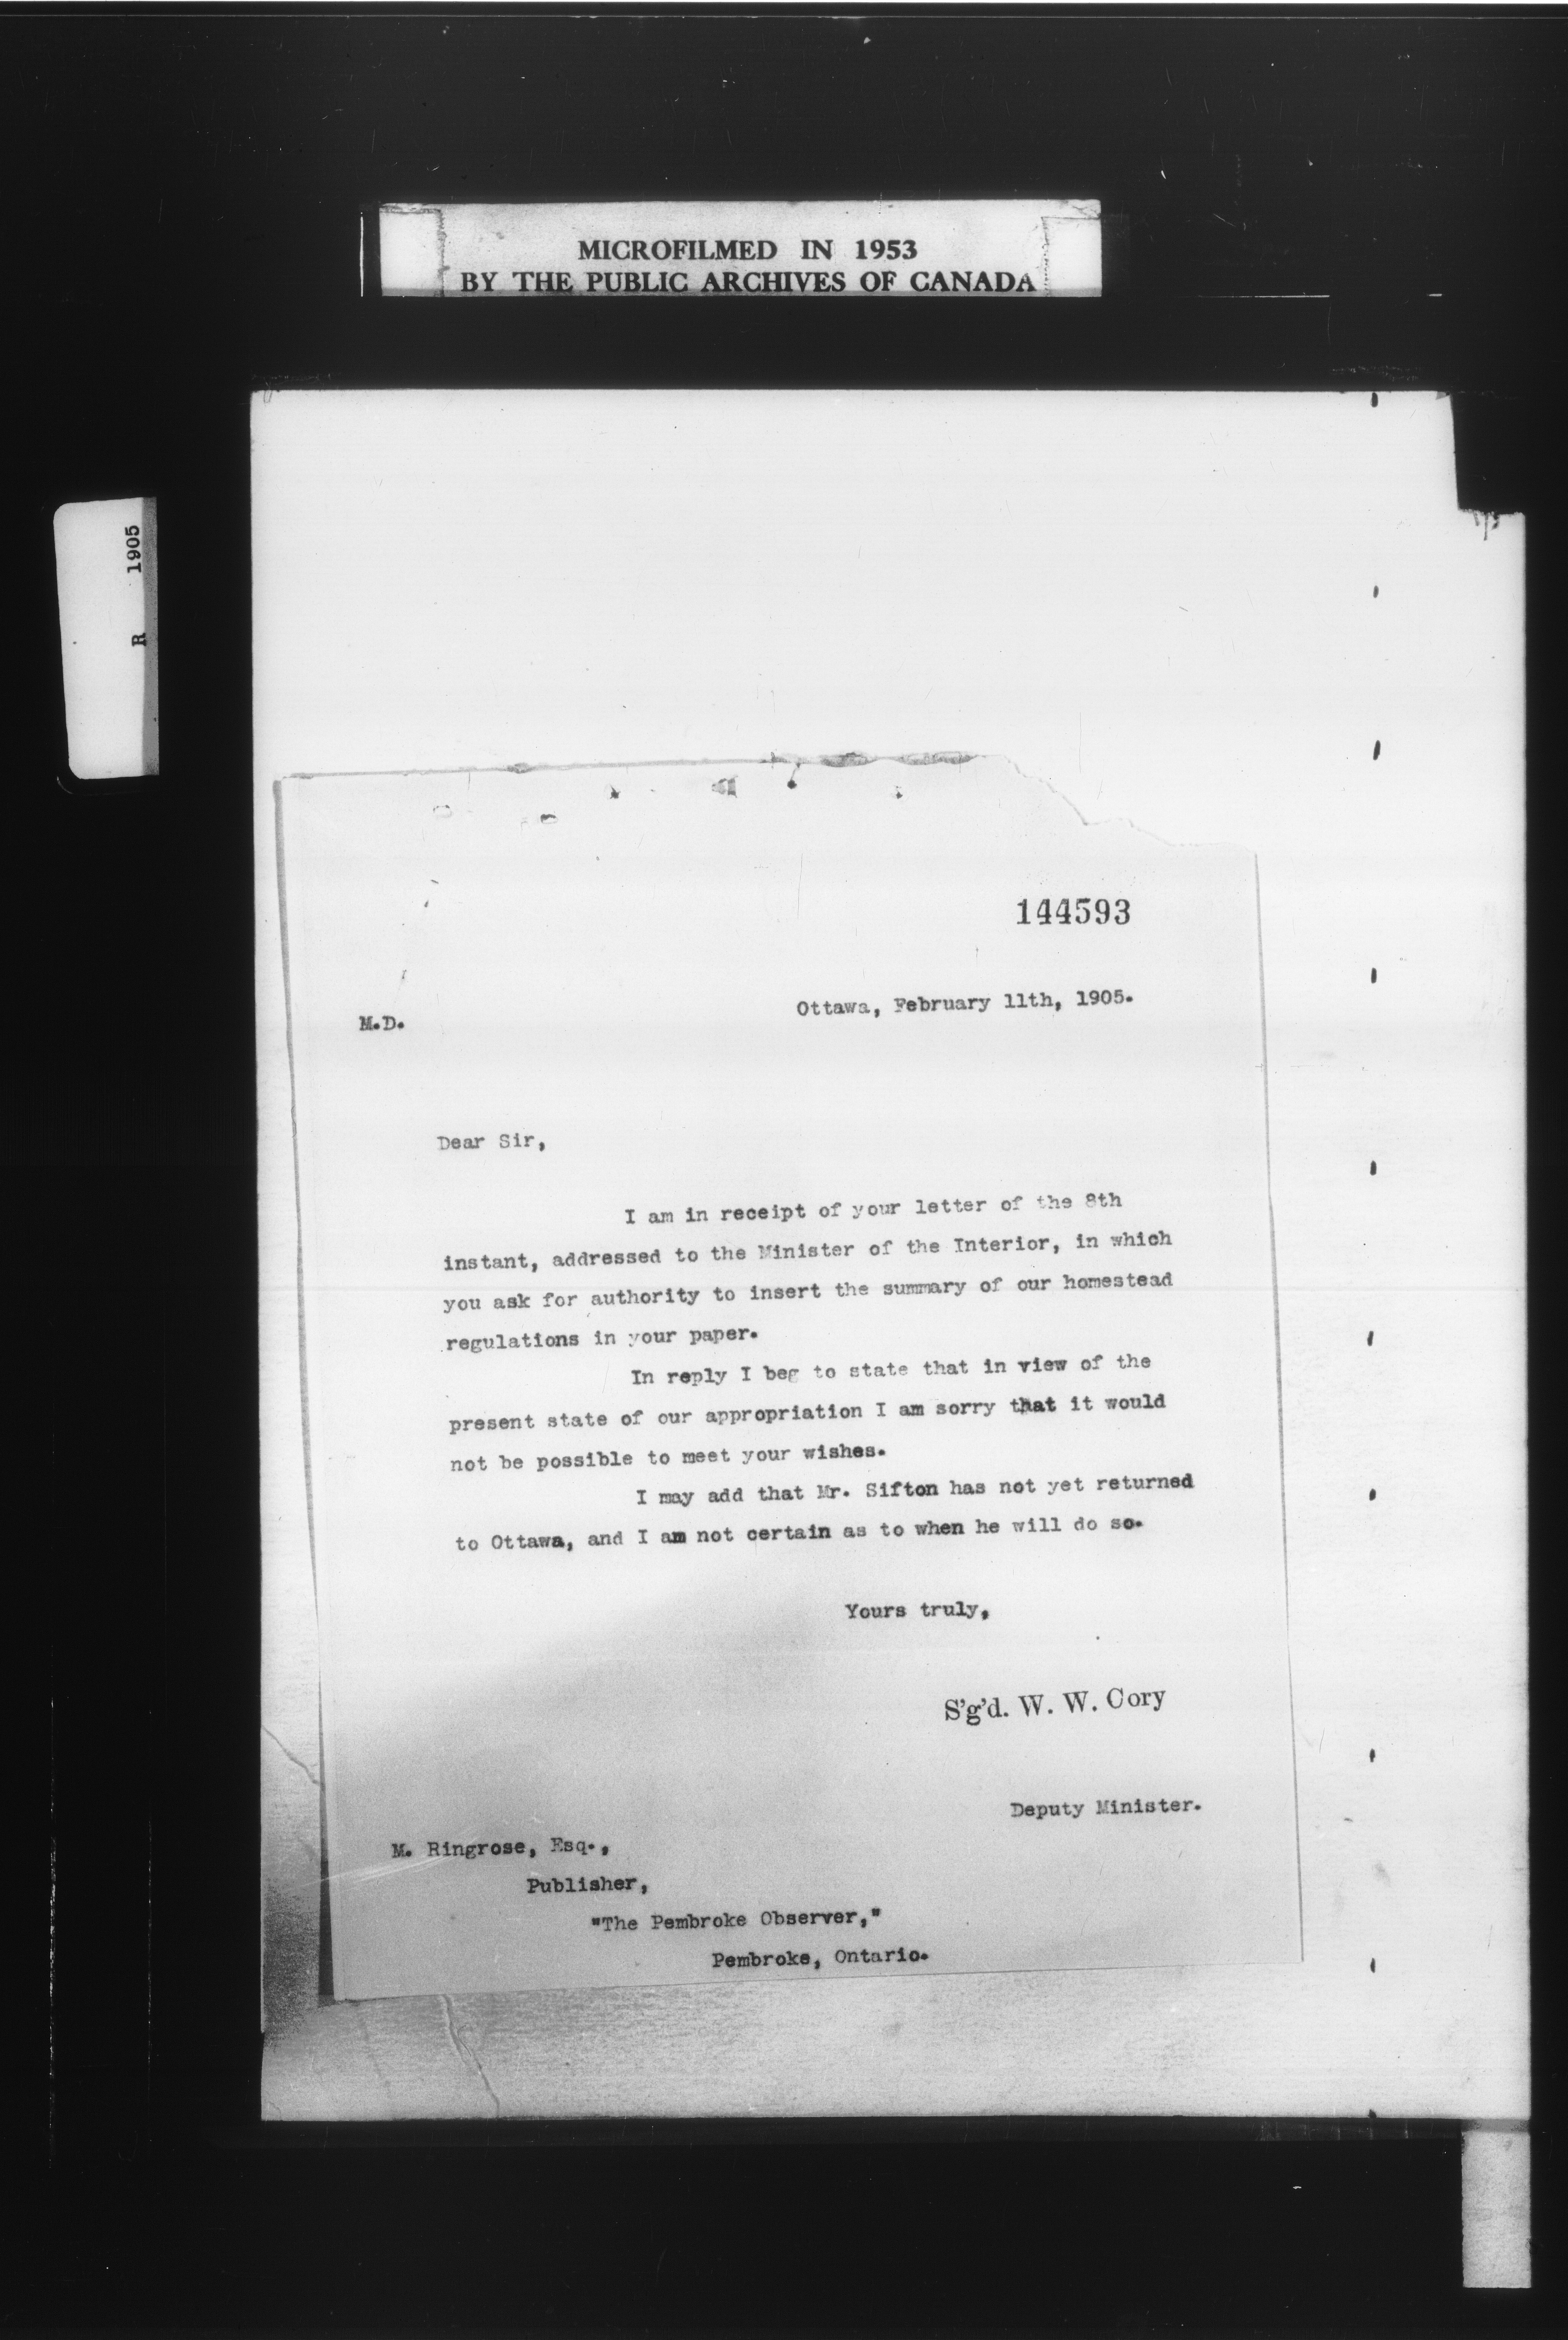 MICROFILMED IN 1953
BY THE PUBLIC ARCHIVES OF CANADA
R 1905
144593
Ottawa, February 11th, 1905.
M.D.
Dear Sir,
I am in receipt of your letter of the 8th
instant, addressed to the Minister of the Interior, in which
you ask for authority to insert the summary of our homestead
regulations in your paper.
In reply I beg to state that in view of the
present state of our appropriation I am sorry that it would
not be possible to meet your wishes.
I may add that Mr. Sifton has not yet returned
to Ottawa, and I am not certain as to when he will do so.
Yours truly,
S'g'd. W. W. Cory
Deputy Minister.
M. Ringrose, Esq.,
Publisher,
"The Pembroke Observer,"
Pembroke, Ontario.